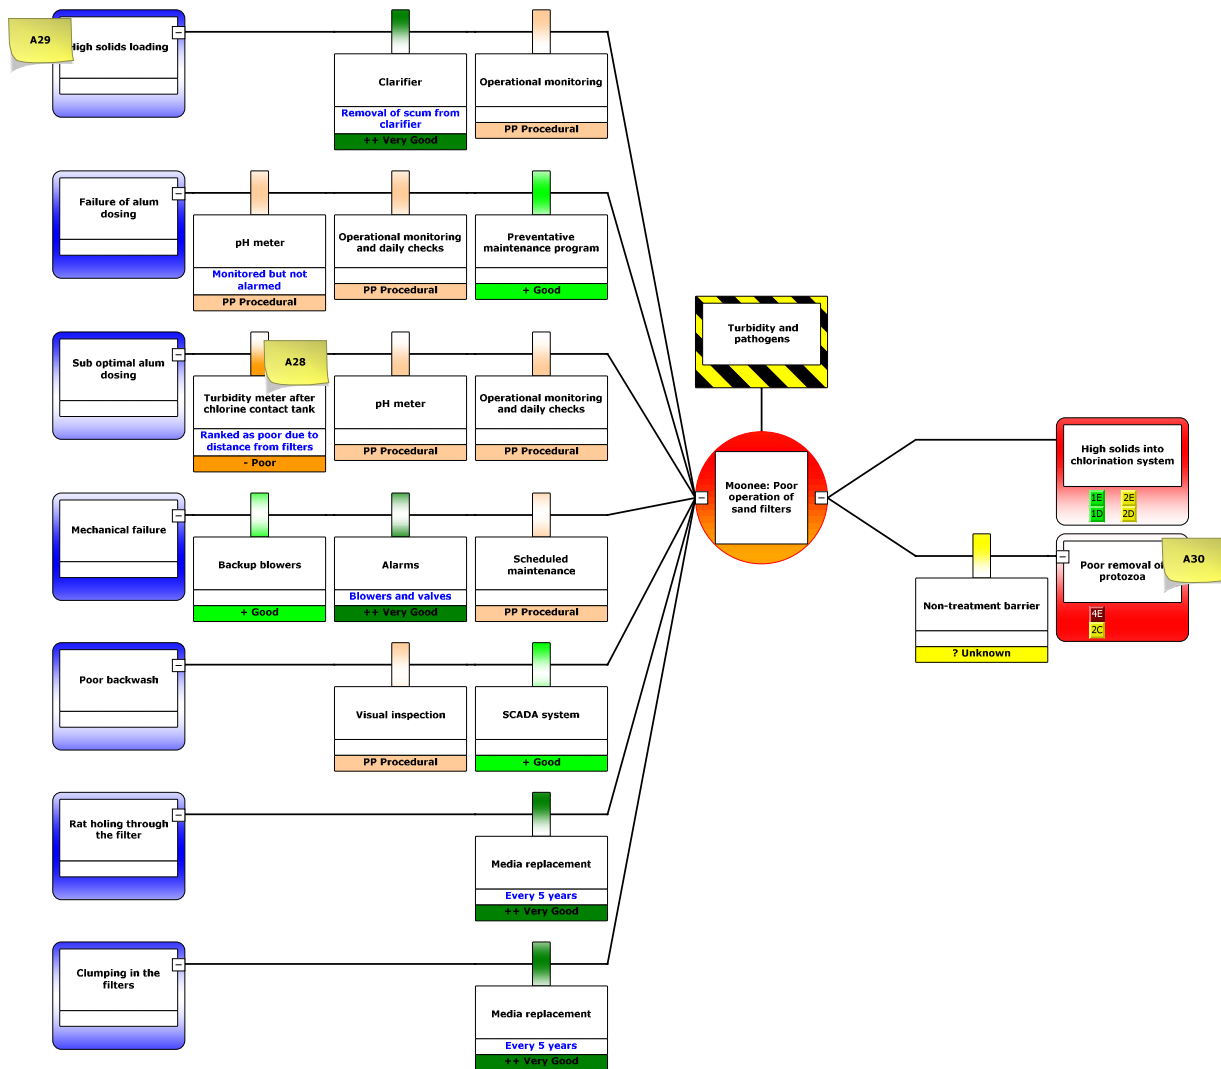 A29
High solids loading
Clarifier
Removal of scum from
clarifier
++ Very Good
Operational monitoring
PP Procedural
Failure of alum
dosing
pH meter
Monitored but not
alarmed
PP Procedural
Operational monitoring
and daily checks
PP Procedural
Preventative
maintenance program
+ Good
Sub optimal alum
dosing
A28
Turbidity meter after
chlorine contact tank
Ranked as poor due to
distance from filters
- Poor
pH meter
PP Procedural
Operational monitoring
and daily checks
PP Procedural
Mechanical failure
Backup blowers
+ Good
Alarms
Blowers and valves
++ Very Good
Scheduled
maintenance
PP Procedural
Poor backwash
Visual inspection
PP Procedural
SCADA system
+ Good
Rat holing through
the filter
Media replacement
Every 5 years
++ Very Good
Clumping in the
filters
Media replacement
Every 5 years
++ Very Good
Turbidity and
pathogens
Moonee: Poor
operation of
sand filters
High solids into
chlorination system
1E 2E
1D 2D
Non-treatment barrier
? Unknown
A30
Poor removal of
protozoa
4E
2C